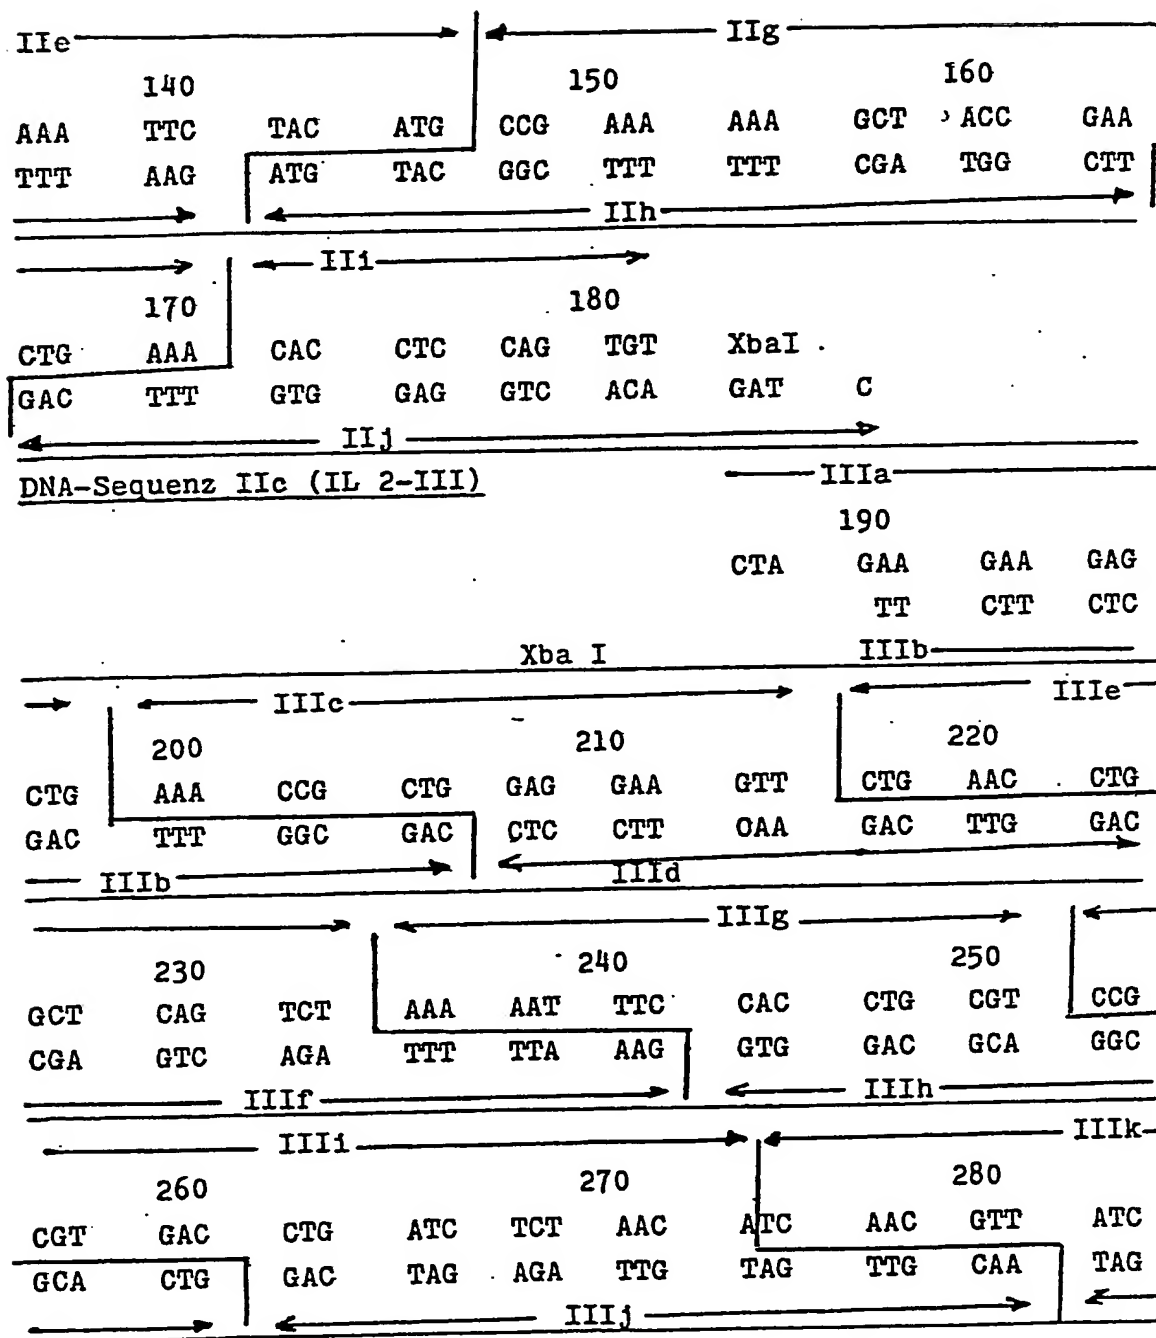 IIe IIg
140 150 160
AAA TTC TAC ATG CCG AAA AAA GCT ACC GAA
TTT AAG ATG TAC GGC TTT TTT CGA TGG CTT
IIh
IIi
170 180
CTG AAA CAC CTC CAG TGT XbaI
GAC TTT GTG GAG GTC ACA GAT C
IIj
DNA-Sequenz IIc (IL 2-III)
IIIa
190
CTA GAA GAA GAG
TT CTT CTC
Xba I IIIb
IIIc IIIe
200 210 220
CTG AAA CCG CTG GAG GAA GTT CTG AAC CTG
GAC TTT GGC GAC CTC CTT OAA GAC TTG GAC
IIIb IIId
IIIg
230 240 250
GCT CAG TCT AAA AAT TTC CAC CTG CGT CCG
CGA GTC AGA TTT TTA AAG GTG GAC GCA GGC
IIIf IIIh
IIIi IIIk
260 270 280
CGT GAC CTG ATC TCT AAC ATC AAC GTT ATC
GCA CTG GAC TAG AGA TTG TAG TTG CAA TAG
IIIj